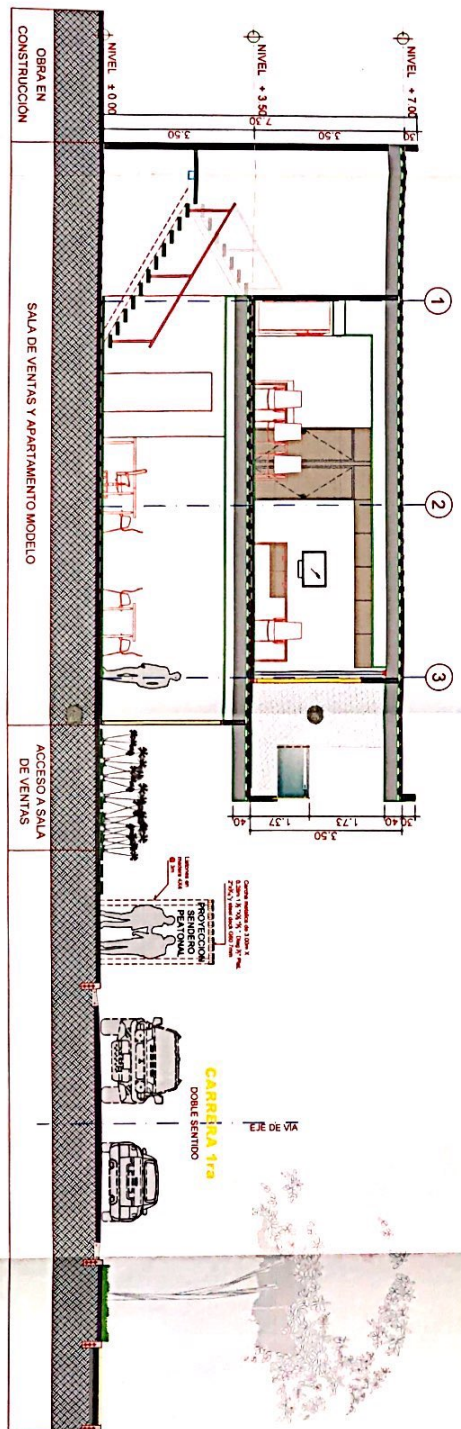 1
2
3
NIVEL + 7.00
NIVEL + 3.50
NIVEL ± 0.00
30
3.50
3.50
7.30
30
40
1.73
1.37
3.50
40
PROYECCION
SENDERO
PEATONAL
CARRERA 1ra
DOBLE SENTIDO
EJE DE VÍA
OBRA EN
CONSTRUCCIÓN
SALA DE VENTAS Y APARTAMENTO MODELO
ACCESO A SALA
DE VENTAS